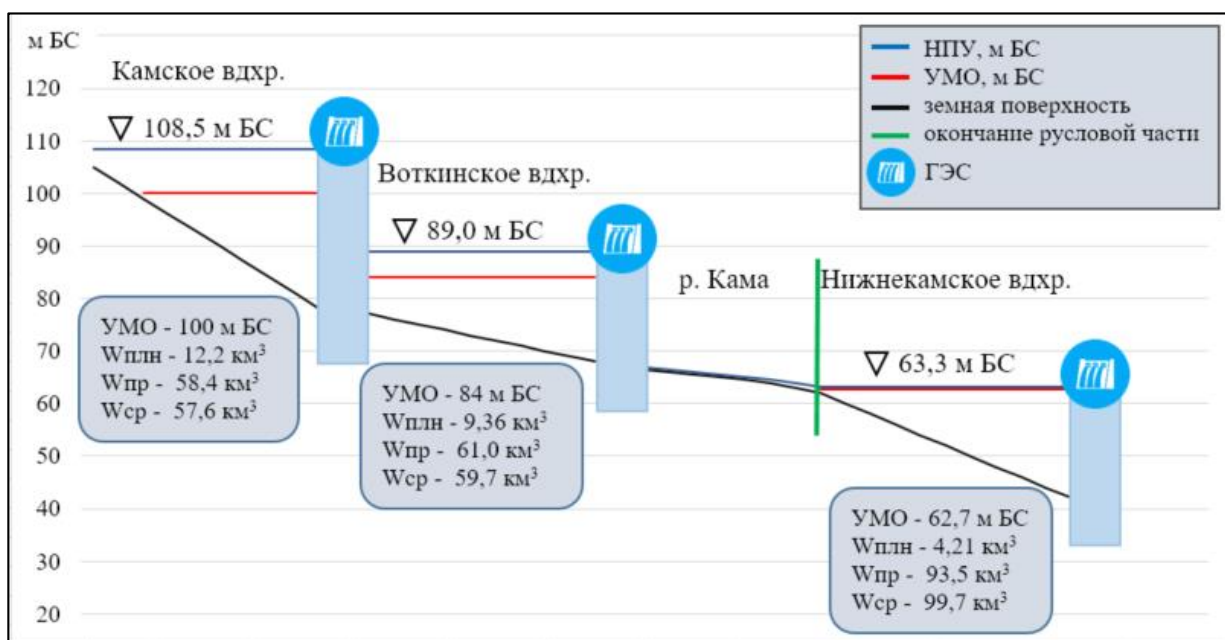 м БС
120
110
100
90
80
70
60
50
40
30
20
Камское вдхр.
▽ 108,5 м БС
Воткинское вдхр.
▽ 89,0 м БС
р. Кама
Нижнекамское вдхр.
▽ 63,3 м БС
НПУ, м БС
УМО, м БС
земная поверхность
окончание русловой части
ГЭС
УМО - 100 м БС
Wплн - 12,2 км³
Wпр - 58,4 км³
Wср - 57,6 км³
УМО - 84 м БС
Wплн - 9,36 км³
Wпр - 61,0 км³
Wср - 59,7 км³
УМО - 62,7 м БС
Wплн - 4,21 км³
Wпр - 93,5 км³
Wср - 99,7 км³